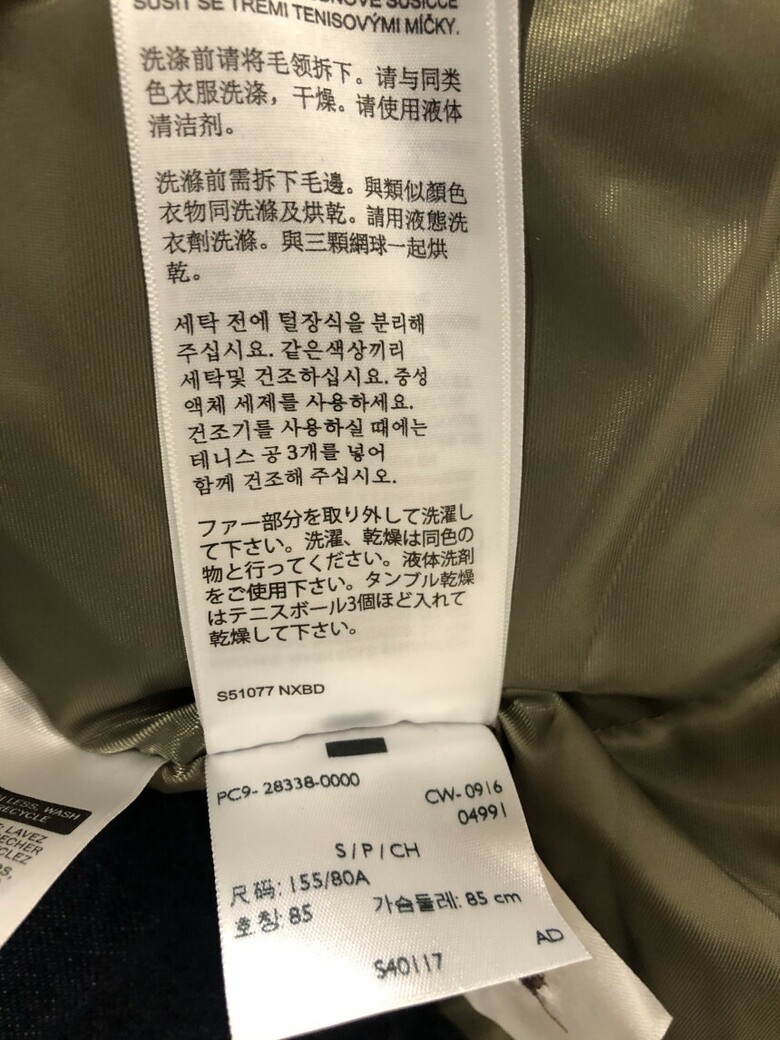 SUŠIT SE TŘEMI TENISOVÝMI MÍČKY.
洗涤前请将毛领拆下。请与同类
色衣服洗涤，干燥。请使用液体
清洁剂。
洗滌前需拆下毛邊。與類似顏色
衣物同洗滌及烘乾。請用液態洗
衣劑洗滌。與三顆網球一起烘
乾。
세탁 전에 털장식을 분리해
주십시요. 같은색상끼리
세탁및 건조하십시요. 중성
액체 세제를 사용하세요.
건조기를 사용하실 때에는
테니스 공 3개를 넣어
함께 건조해 주십시오.
ファー部分を取り外して洗濯し
て下さい。洗濯、乾燥は同色の
物と行ってください。液体洗剤
をご使用下さい。タンブル乾燥
はテニスボール3個ほど入れて
乾燥して下さい。
S51077 NXBD
PC9- 28338-0000
CW- 0916
04991
S / P / CH
尺码: 155/80A
호칭: 85 가슴둘레: 85 cm
AD
S40117
WASH
RECYCLE
LAVEZ